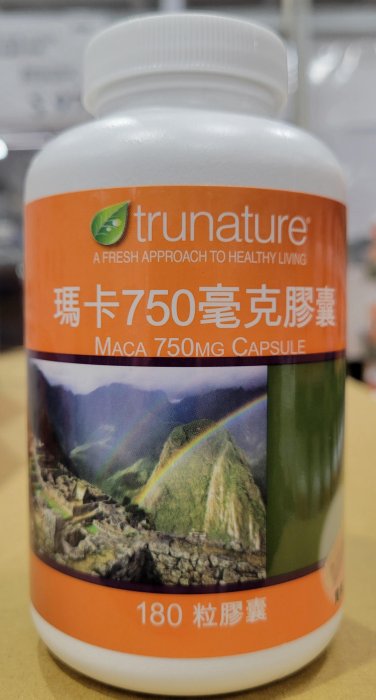 trunature®
A FRESH APPROACH TO HEALTHY LIVING
瑪卡750毫克膠囊
MACA 750MG CAPSULE
180 粒膠囊